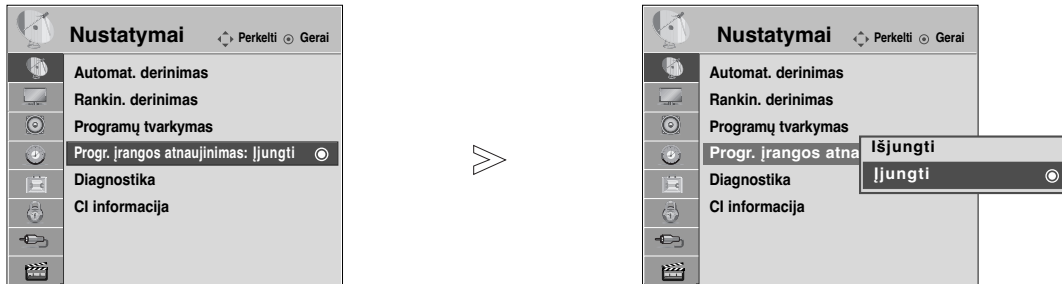 Nustatymai Perkelti Gerai
Automat. derinimas
Rankin. derinimas
Programų tvarkymas
Progr. įrangos atnaujinimas: Įjungti
Diagnostika
CI informacija
Nustatymai Perkelti Gerai
Automat. derinimas
Rankin. derinimas
Programų tvarkymas
Progr. įrangos atna
Diagnostika
CI informacija
Išjungti
Įjungti